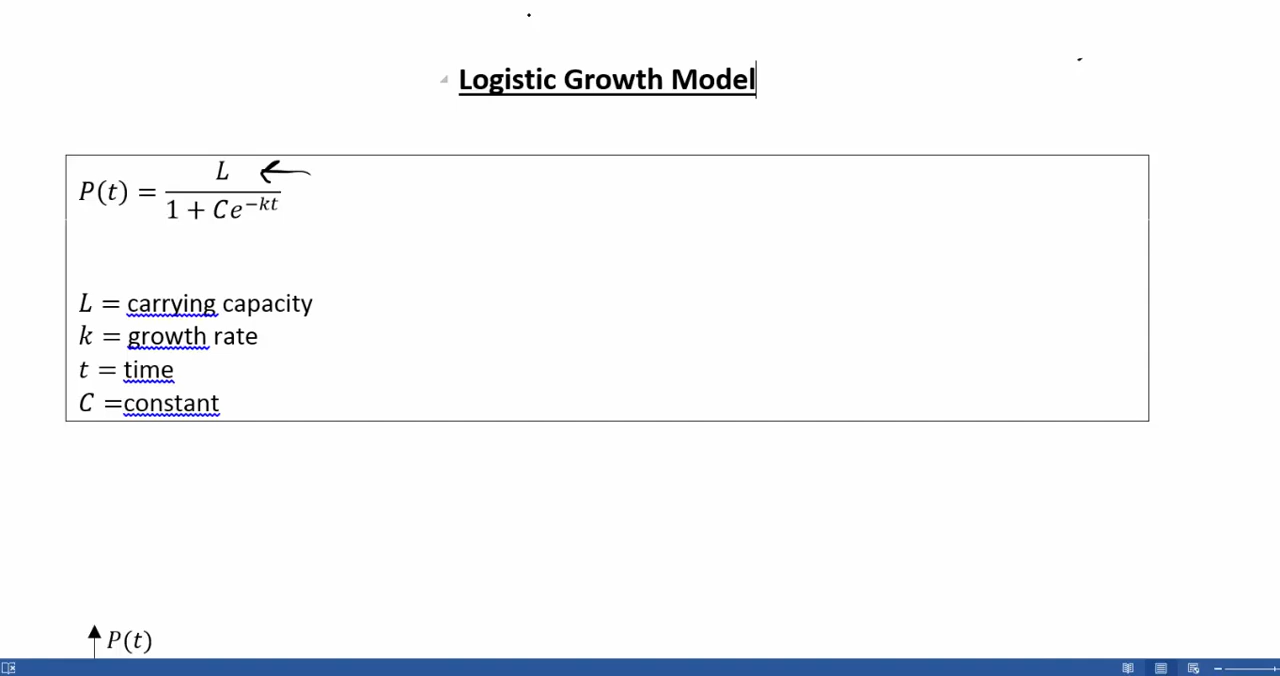 Logistic Growth Model
P(t) = L / (1 + Ce^{-kt})
L = carrying capacity
k = growth rate
t = time
C =constant
P(t)